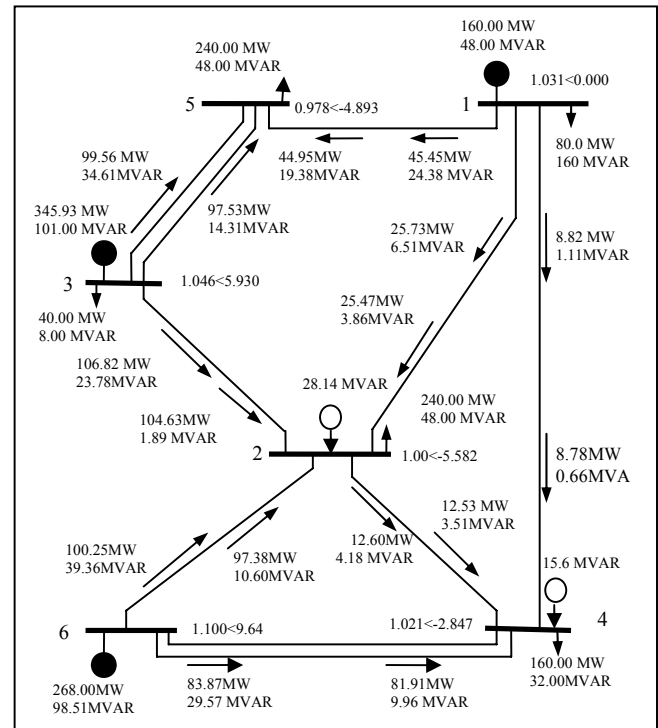 240.00 MW
48.00 MVAR
160.00 MW
48.00 MVAR
5
0.978<-4.893
1
1.031<0.000
80.0 MW
160 MVAR
99.56 MW
34.61MVAR
44.95MW
19.38MVAR
45.45MW
24.38 MVAR
345.93 MW
101.00 MVAR
97.53MW
14.31MVAR
25.73MW
6.51MVAR
8.82 MW
1.11MVAR
3
1.046<5.930
40.00 MW
8.00 MVAR
25.47MW
3.86MVAR
106.82 MW
23.78MVAR
28.14 MVAR
240.00 MW
48.00 MVAR
104.63MW
1.89 MVAR
2
1.00<-5.582
8.78MW
0.66MVA
100.25MW
39.36MVAR
97.38MW
10.60MVAR
12.60MW
4.18 MVAR
12.53 MW
3.51MVAR
15.6 MVAR
6
1.100<9.64
1.021<-2.847
4
268.00MW
98.51MVAR
83.87MW
29.57 MVAR
81.91MW
9.96 MVAR
160.00 MW
32.00MVAR